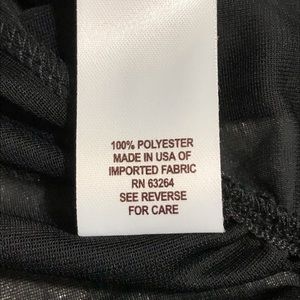 100% POLYESTER
MADE IN USA OF
IMPORTED FABRIC
RN 63264
SEE REVERSE
FOR CARE